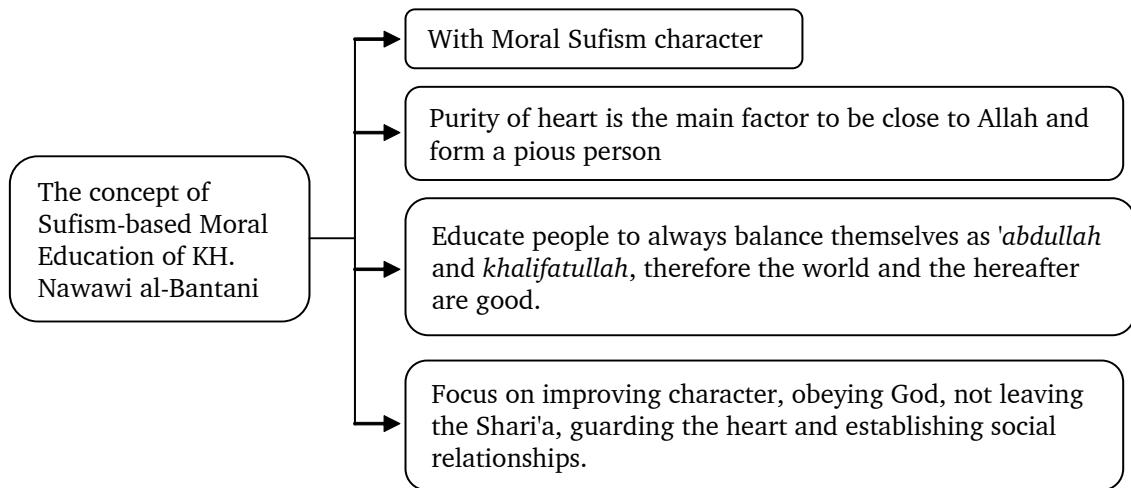 The concept of
Sufism-based Moral
Education of KH.
Nawawi al-Bantani
With Moral Sufism character
Purity of heart is the main factor to be close to Allah and
form a pious person
Educate people to always balance themselves as 'abdullah
and khalifatullah, therefore the world and the hereafter
are good.
Focus on improving character, obeying God, not leaving
the Shari'a, guarding the heart and establishing social
relationships.